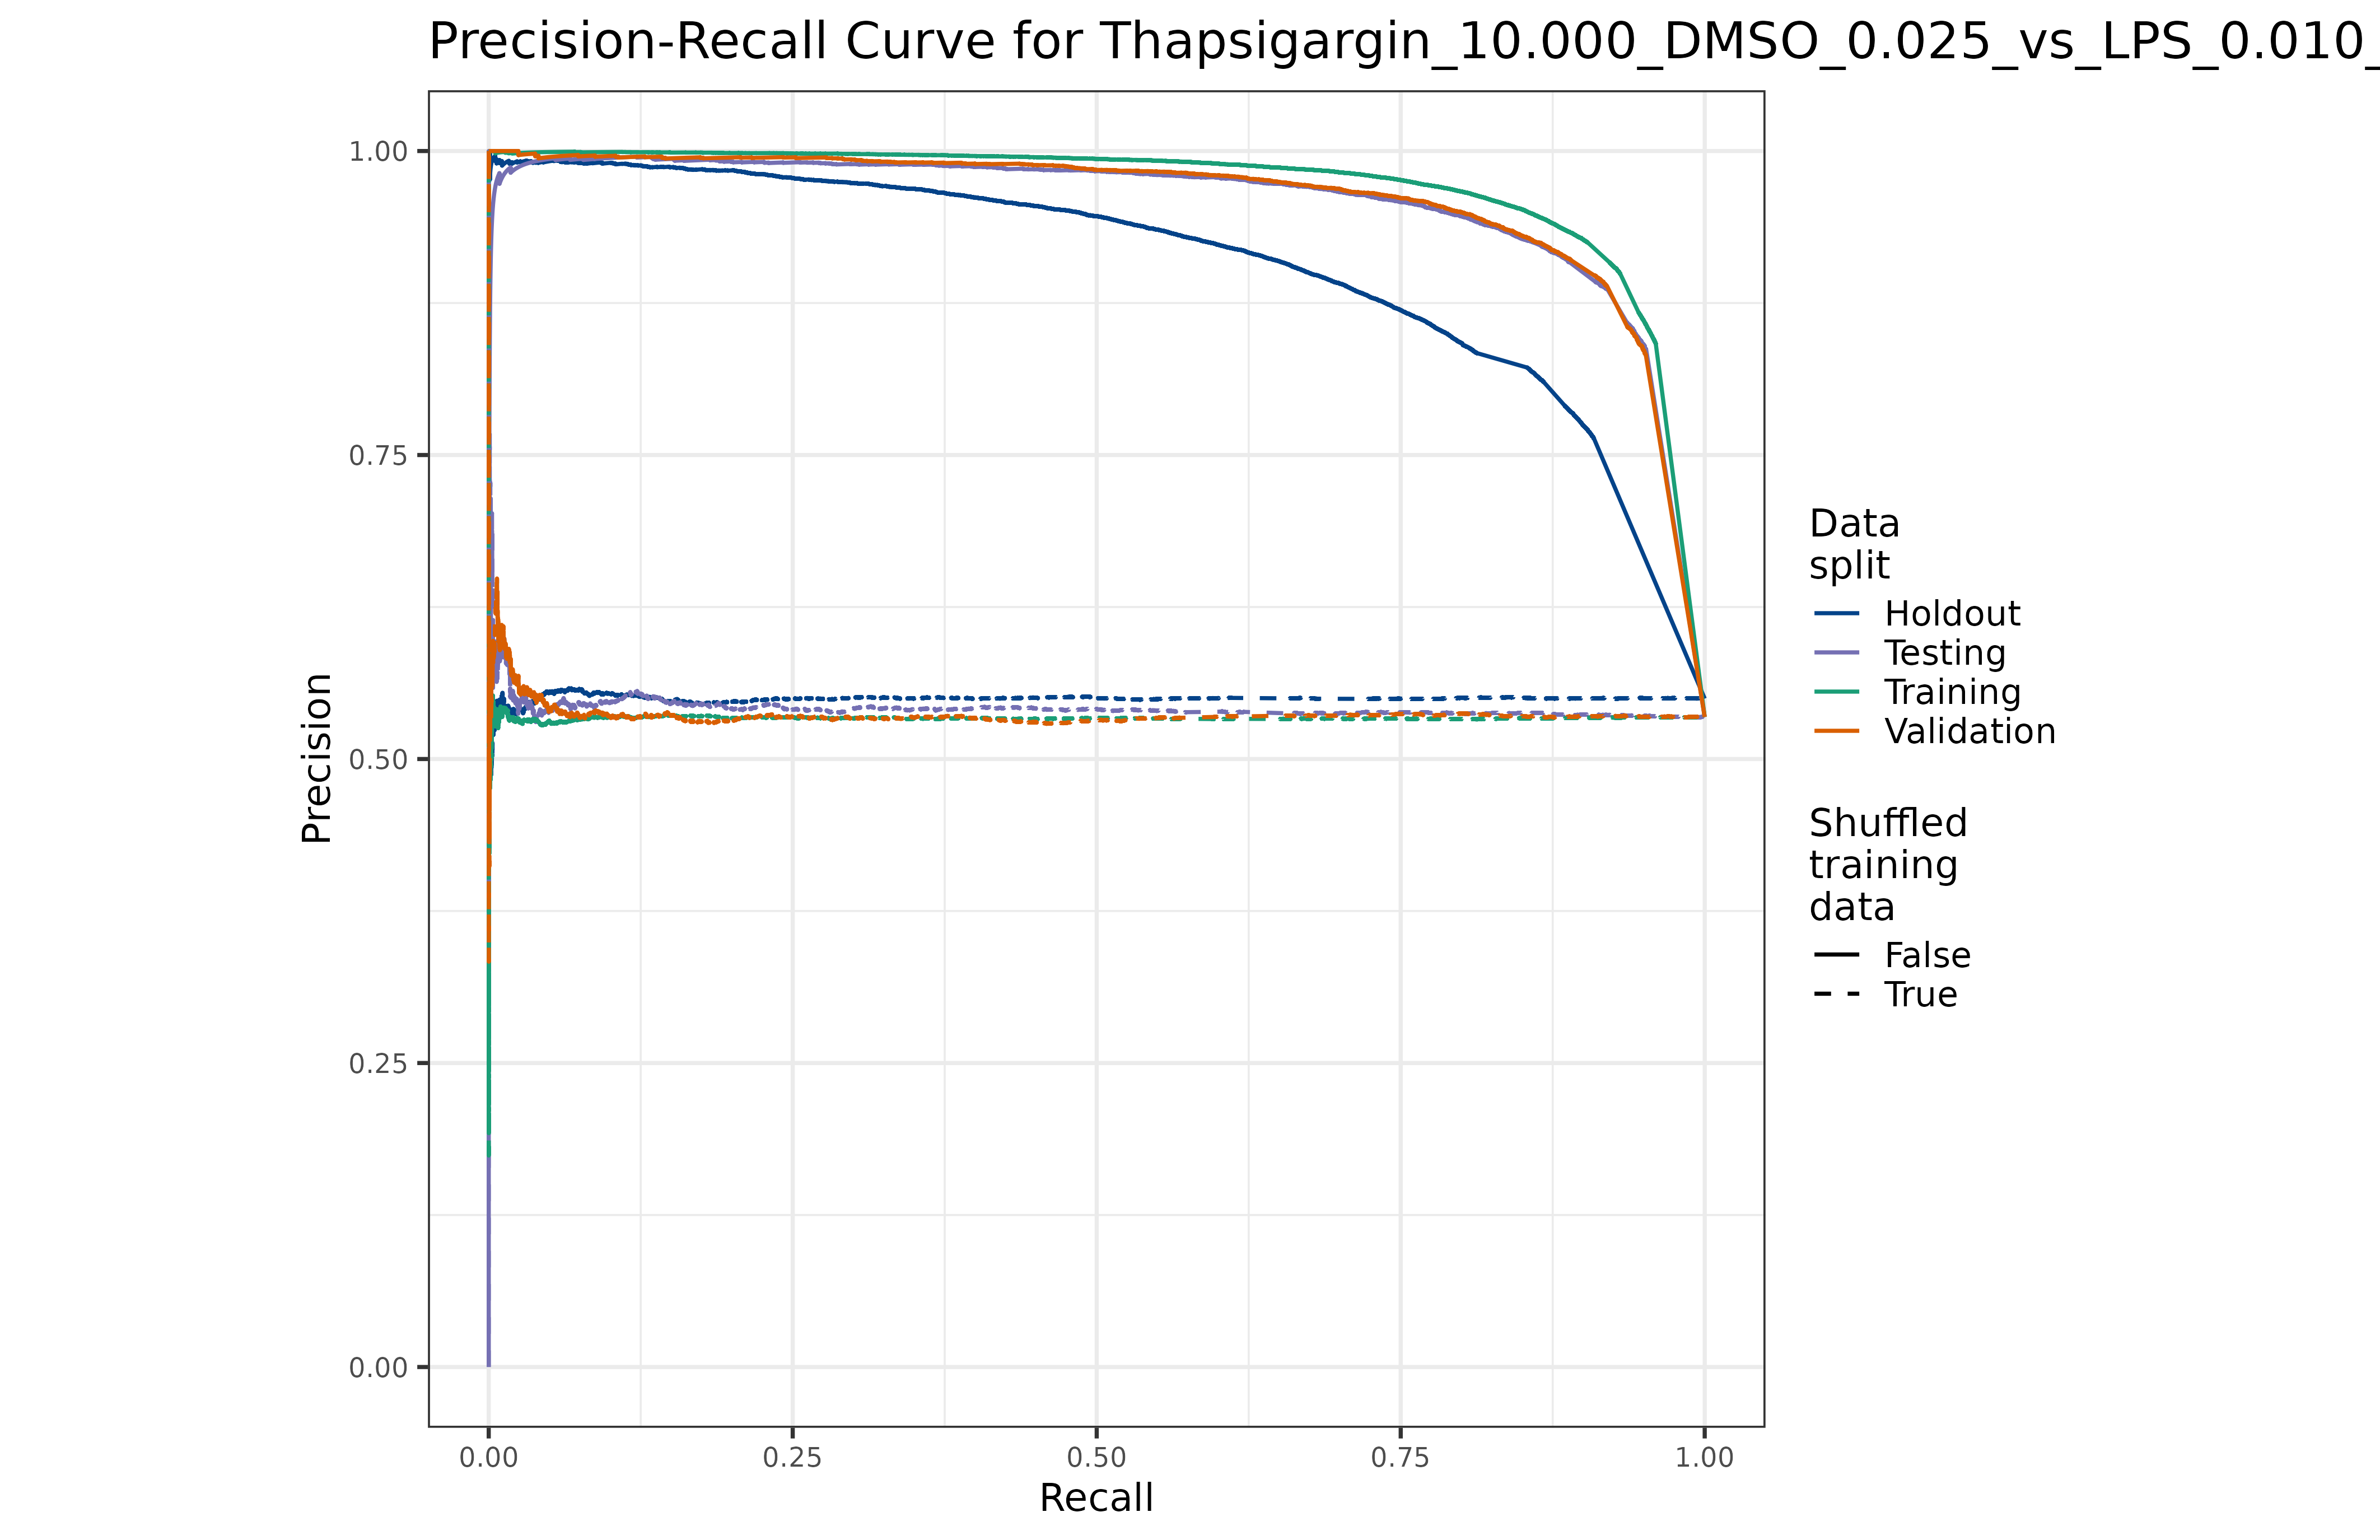 Precision-Recall Curve for Thapsigargin_10.000_DMSO_0.025_vs_LPS_0.010_
1.00
0.75
0.50
0.25
0.00
Precision
0.00 0.25 0.50 0.75 1.00
Recall
Data
split
Holdout
Testing
Training
Validation
Shuffled
training
data
False
True